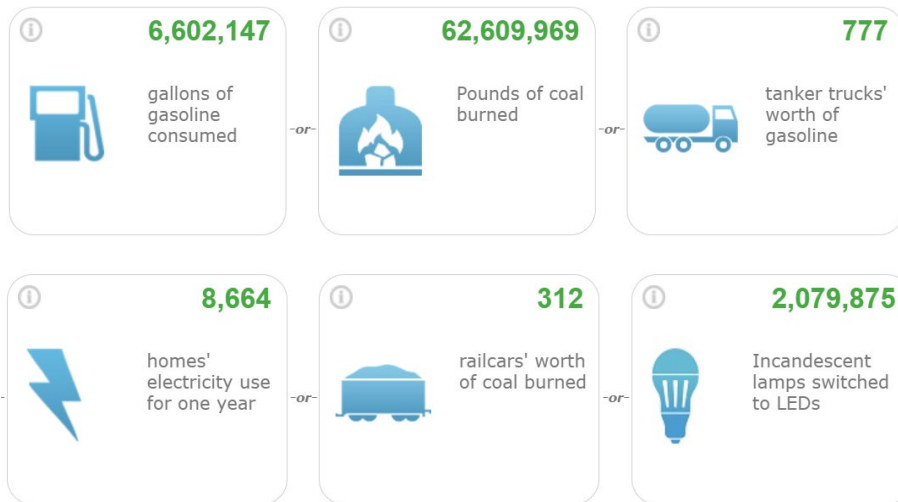 6,602,147
gallons of
gasoline
consumed
-or-
62,609,969
Pounds of coal
burned
-or-
777
tanker trucks'
worth of
gasoline
8,664
homes'
electricity use
for one year
-or-
312
railcars' worth
of coal burned
-or-
2,079,875
Incandescent
lamps switched
to LEDs